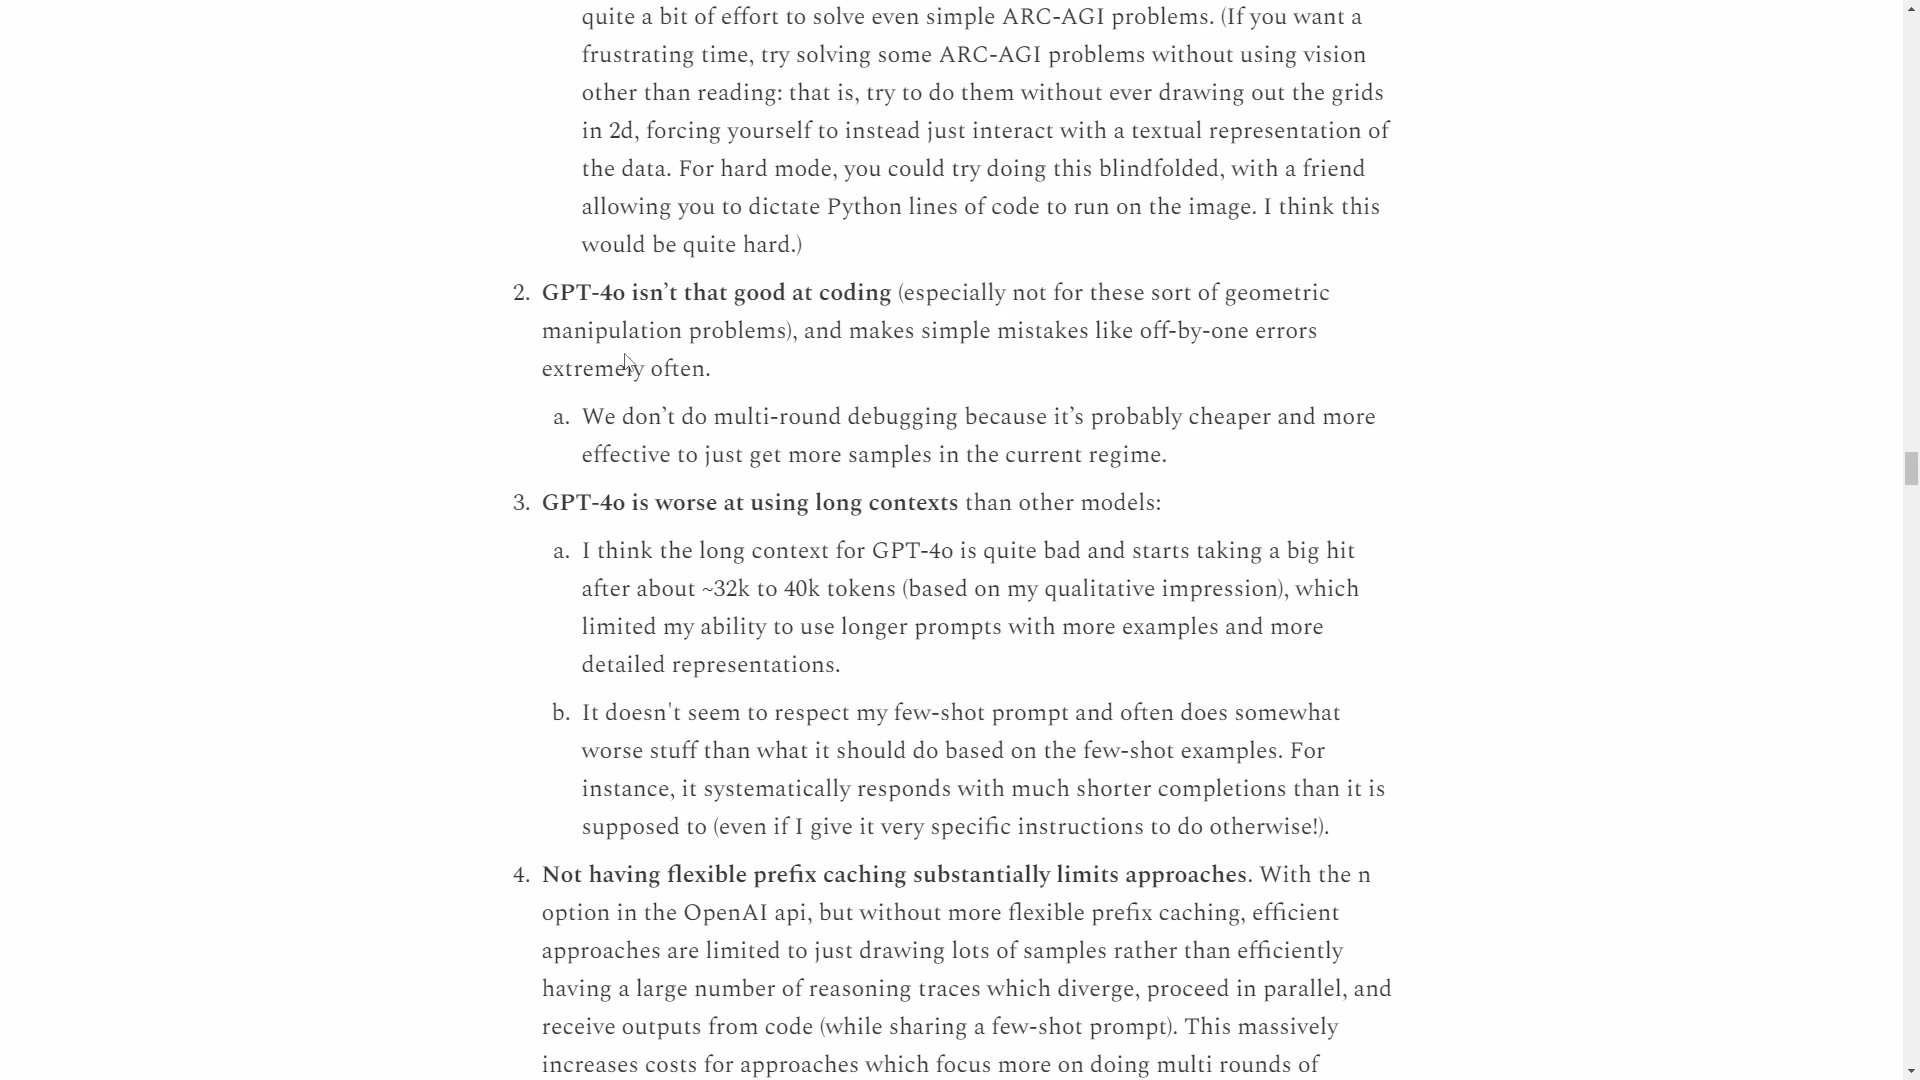 quite a bit of effort to solve even simple ARC-AGI problems. (If you want a
frustrating time, try solving some ARC-AGI problems without using vision
other than reading: that is, try to do them without ever drawing out the grids
in 2d, forcing yourself to instead just interact with a textual representation of
the data. For hard mode, you could try doing this blindfolded, with a friend
allowing you to dictate Python lines of code to run on the image. I think this
would be quite hard.)
2. GPT-4o isn’t that good at coding (especially not for these sort of geometric
manipulation problems), and makes simple mistakes like off-by-one errors
extremely often.
a. We don’t do multi-round debugging because it’s probably cheaper and more
effective to just get more samples in the current regime.
3. GPT-4o is worse at using long contexts than other models:
a. I think the long context for GPT-4o is quite bad and starts taking a big hit
after about ~32k to 40k tokens (based on my qualitative impression), which
limited my ability to use longer prompts with more examples and more
detailed representations.
b. It doesn't seem to respect my few-shot prompt and often does somewhat
worse stuff than what it should do based on the few-shot examples. For
instance, it systematically responds with much shorter completions than it is
supposed to (even if I give it very specific instructions to do otherwise!).
4. Not having flexible prefix caching substantially limits approaches. With the n
option in the OpenAI api, but without more flexible prefix caching, efficient
approaches are limited to just drawing lots of samples rather than efficiently
having a large number of reasoning traces which diverge, proceed in parallel, and
receive outputs from code (while sharing a few-shot prompt). This massively
increases costs for approaches which focus more on doing multi rounds of